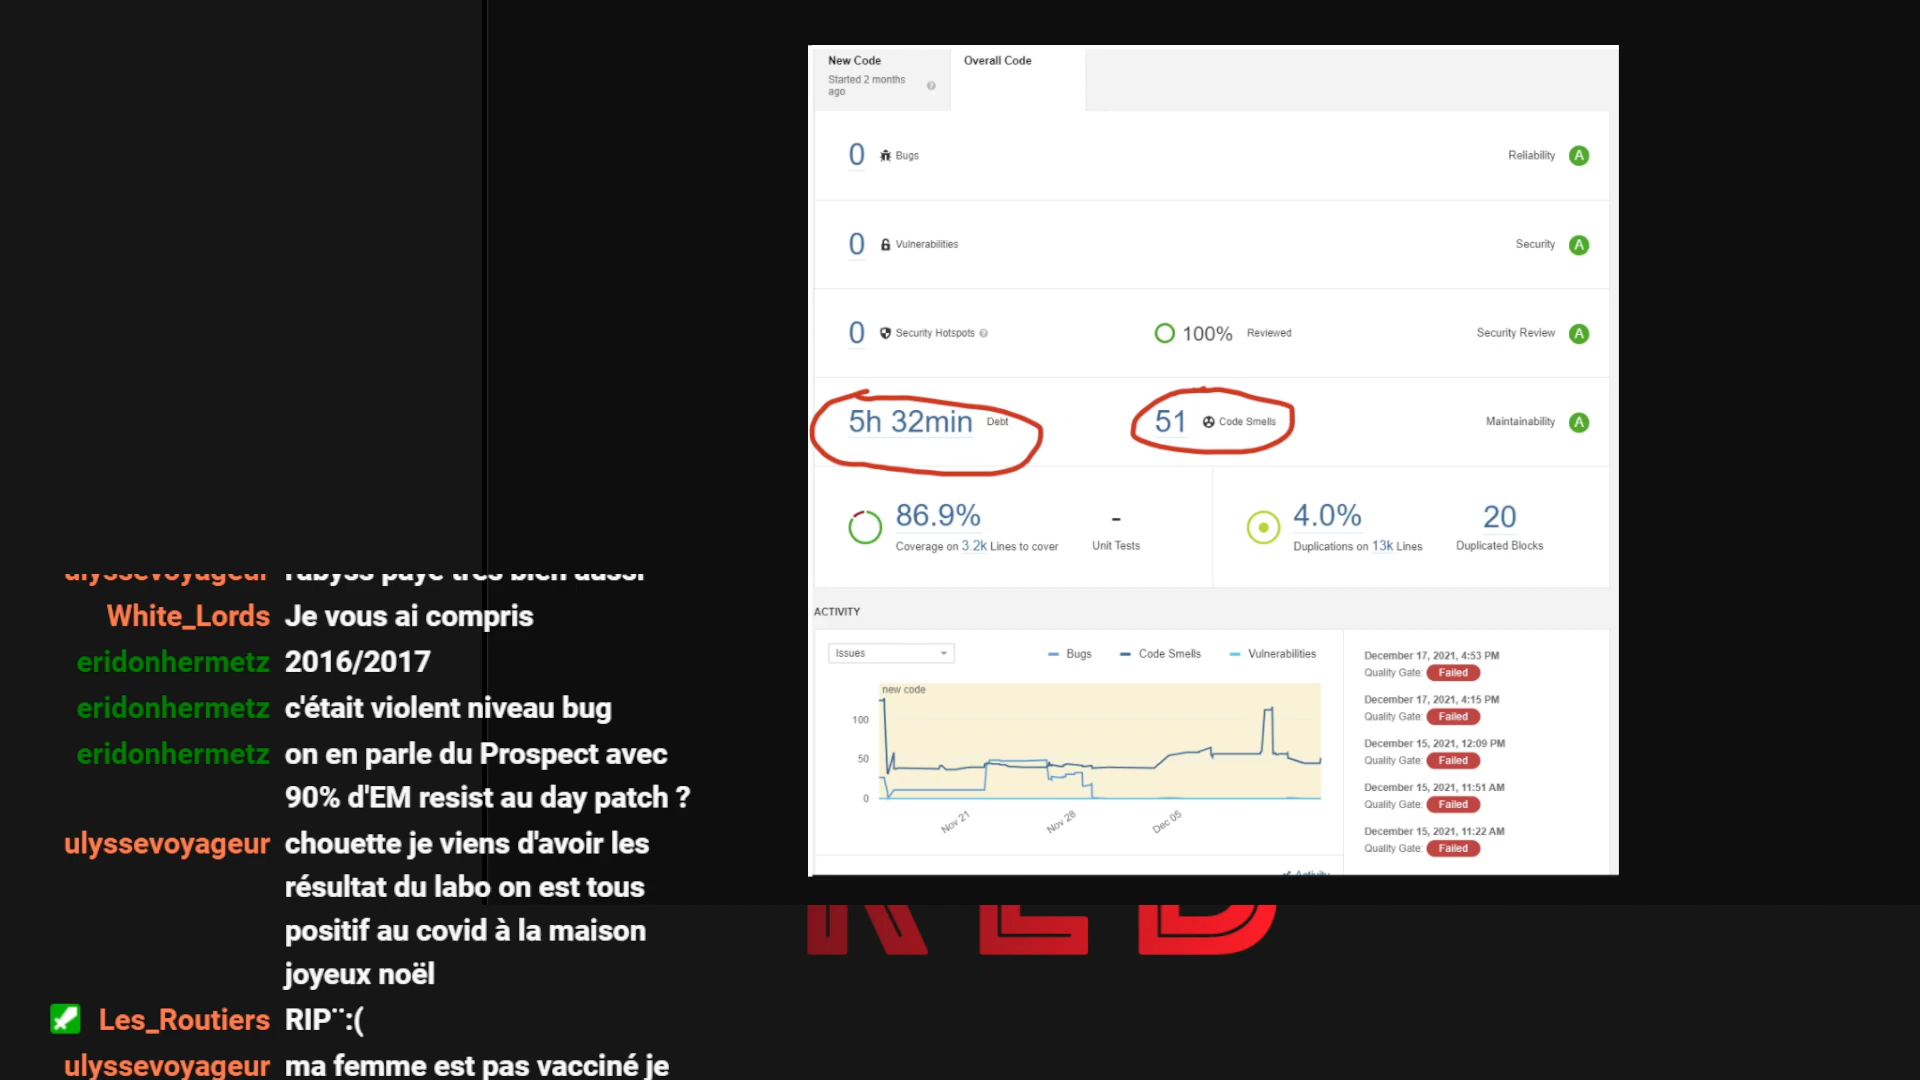 New Code
Overall Code
Started 2 months
ago
0 Bugs
Reliability A
0 Vulnerabilities
Security A
0 Security Hotspots
100% Reviewed
Security Review A
5h 32min Debt
51 Code Smells
Maintainability A
86.9%
Coverage on 3.2k Lines to cover
-
Unit Tests
4.0%
Duplications on 13k Lines
20
Duplicated Blocks
ACTIVITY
Issues
Bugs
Code Smells
Vulnerabilities
new code
100
50
0
Nov 21
Nov 28
Dec 05
December 17, 2021, 4:53 PM
Quality Gate: Failed
December 17, 2021, 4:15 PM
Quality Gate: Failed
December 15, 2021, 12:09 PM
Quality Gate: Failed
December 15, 2021, 11:51 AM
Quality Gate: Failed
December 15, 2021, 11:22 AM
Quality Gate: Failed
Activity
ulyssevoyageur l'abyss paye très bien aussi
White_Lords Je vous ai compris
eridonhermetz 2016/2017
eridonhermetz c'était violent niveau bug
eridonhermetz on en parle du Prospect avec
90% d'EM resist au day patch ?
ulyssevoyageur chouette je viens d'avoir les
résultat du labo on est tous
positif au covid à la maison
joyeux noël
Les_Routiers RIP¨:(
ulyssevoyageur ma femme est pas vacciné je
RED